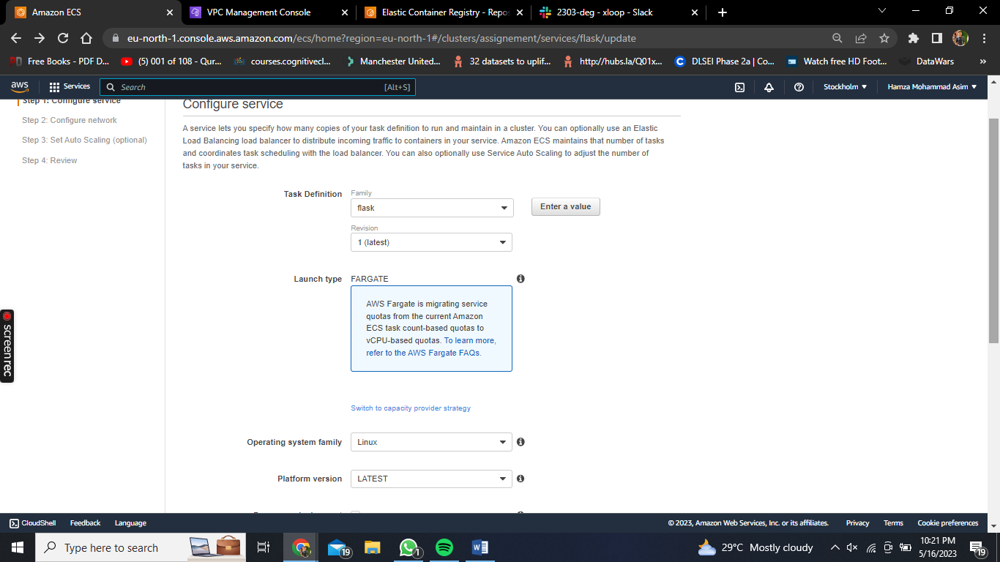 Amazon ECS
VPC Management Console
Elastic Container Registry - Repos
2303-deg - xloop - Slack
eu-north-1.console.aws.amazon.com/ecs/home?region=eu-north-1#/clusters/assignement/services/flask/update
Free Books - PDF D...
(5) 001 of 108 - Qur...
courses.cognitivecl...
Manchester United...
32 datasets to uplif...
http://hubs.la/Q01x...
DLSEI Phase 2a | Co...
Watch free HD Foot...
DataWars
»
aws
Services
Search
[Alt+S]
Stockholm
Hamza Mohammad Asim
Step 1: Configure service
Step 2: Configure network
Step 3: Set Auto Scaling (optional)
Step 4: Review
Configure service
A service lets you specify how many copies of your task definition to run and maintain in a cluster. You can optionally use an Elastic
Load Balancing load balancer to distribute incoming traffic to containers in your service. Amazon ECS maintains that number of tasks
and coordinates task scheduling with the load balancer. You can also optionally use Service Auto Scaling to adjust the number of
tasks in your service.
Task Definition
Family
flask
Enter a value
Revision
1 (latest)
Launch type
FARGATE
AWS Fargate is migrating service
quotas from the current Amazon
ECS task count-based quotas to
vCPU-based quotas. To learn more,
refer to the AWS Fargate FAQs.
Switch to capacity provider strategy
Operating system family
Linux
Platform version
LATEST
screenrec
CloudShell
Feedback
Language
© 2023, Amazon Web Services, Inc. or its affiliates.
Privacy
Terms
Cookie preferences
Type here to search
19
1
29°C Mostly cloudy
10:21 PM
5/16/2023
19